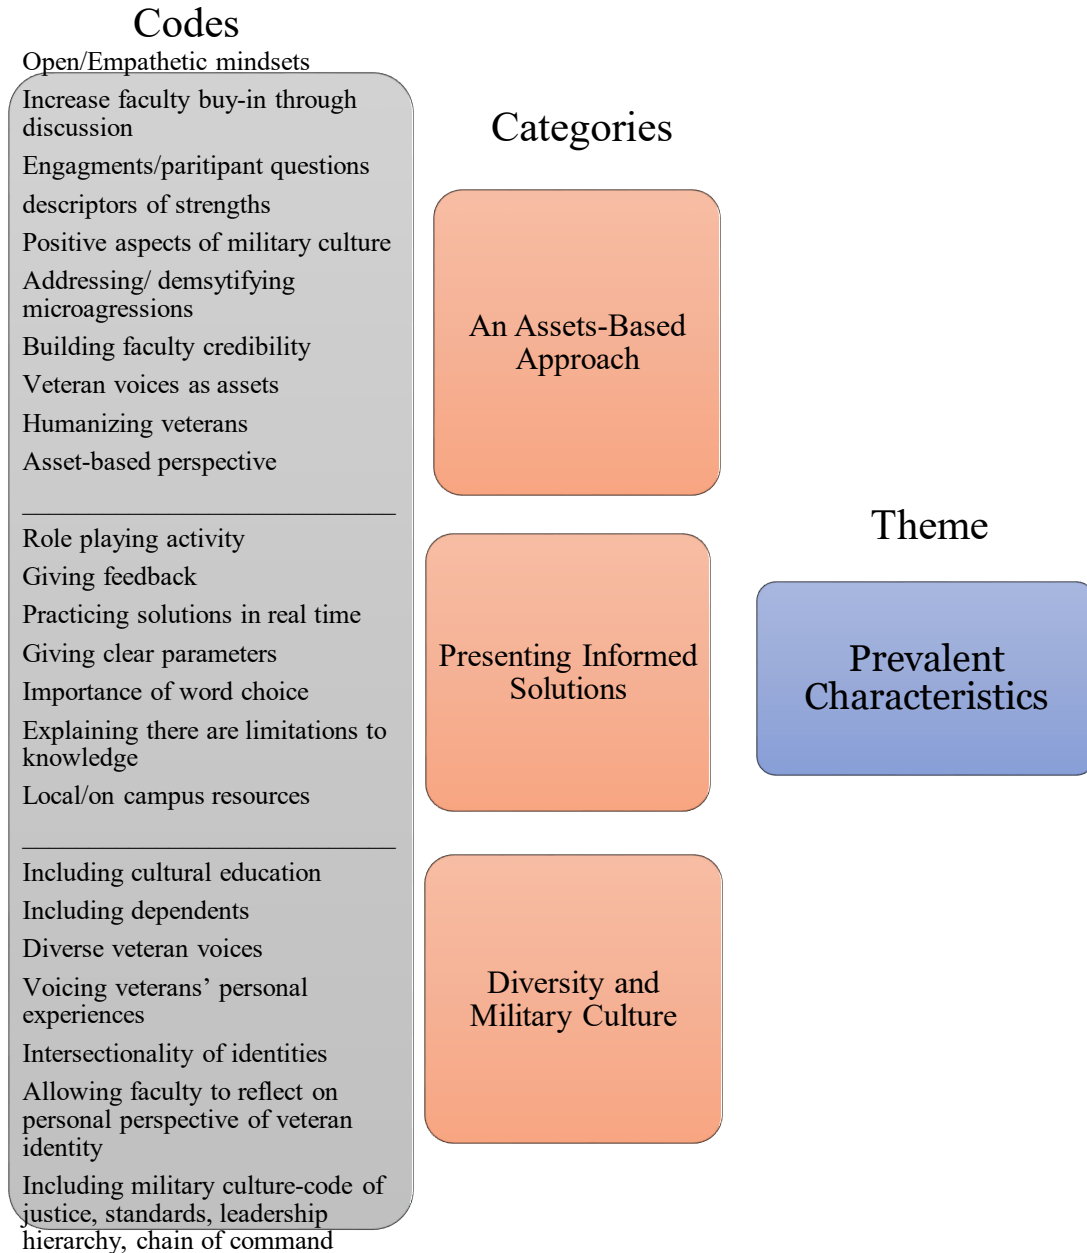 Codes
Open/Empathetic mindsets
Increase faculty buy-in through
discussion
Engagments/paritipant questions
descriptors of strengths
Positive aspects of military culture
Addressing/ demsytifying
microagressions
Building faculty credibility
Veteran voices as assets
Humanizing veterans
Asset-based perspective
Role playing activity
Giving feedback
Practicing solutions in real time
Giving clear parameters
Importance of word choice
Explaining there are limitations to
knowledge
Local/on campus resources
Including cultural education
Including dependents
Diverse veteran voices
Voicing veterans’ personal
experiences
Intersectionality of identities
Allowing faculty to reflect on
personal perspective of veteran
identity
Including military culture-code of
justice, standards, leadership
hierarchy, chain of command
Categories
An Assets-Based
Approach
Presenting Informed
Solutions
Diversity and
Military Culture
Theme
Prevalent
Characteristics